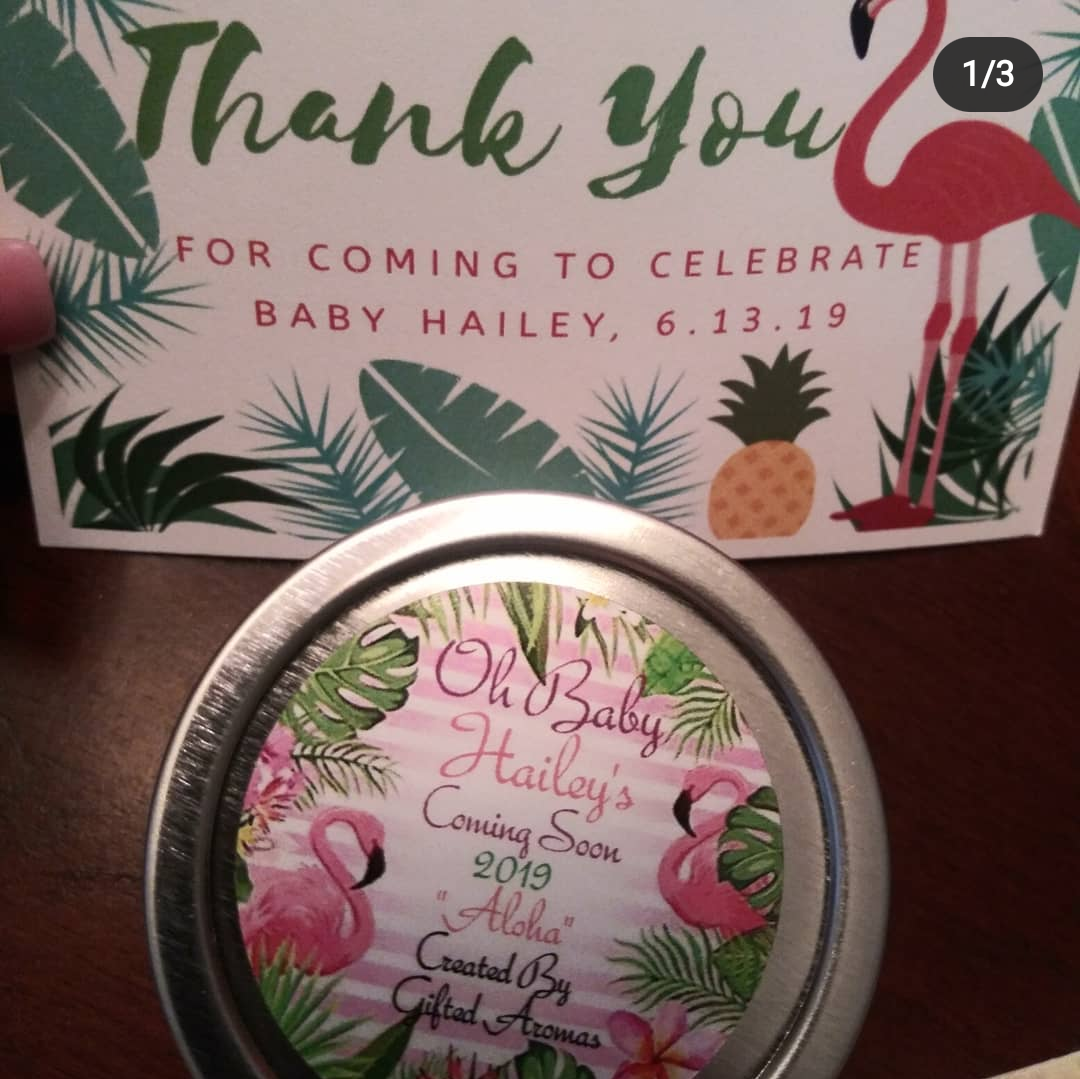 1/3
Thank You
FOR COMING TO CELEBRATE
BABY HAILEY, 6.13.19
Oh Baby
Hailey's
Coming Soon
2019
"Aloha"
Created By
Gifted Aromas